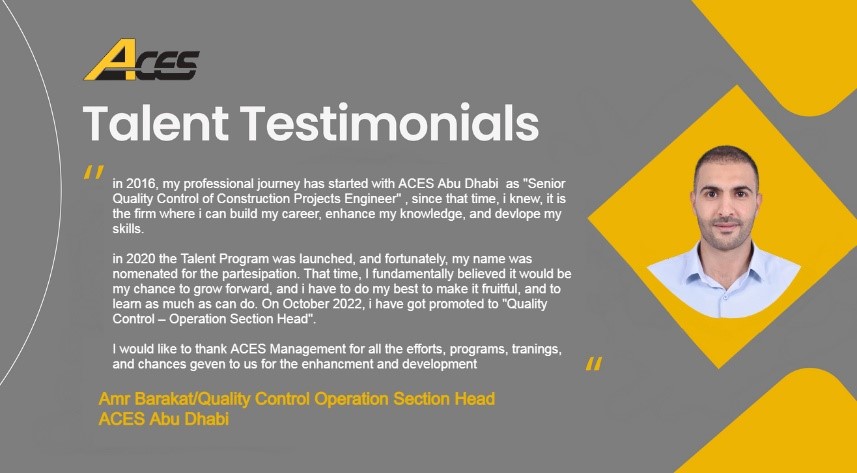 ACES
Talent Testimonials
“
in 2016, my professional journey has started with ACES Abu Dhabi as "Senior
Quality Control of Construction Projects Engineer" , since that time, i knew, it is
the firm where i can build my career, enhance my knowledge, and devlope my
skills.
in 2020 the Talent Program was launched, and fortunately, my name was
nomenated for the partesipation. That time, I fundamentally believed it would be
my chance to grow forward, and i have to do my best to make it fruitful, and to
learn as much as can do. On October 2022, i have got promoted to "Quality
Control – Operation Section Head".
I would like to thank ACES Management for all the efforts, programs, tranings,
and chances geven to us for the enhancment and development
“
Amr Barakat/Quality Control Operation Section Head
ACES Abu Dhabi